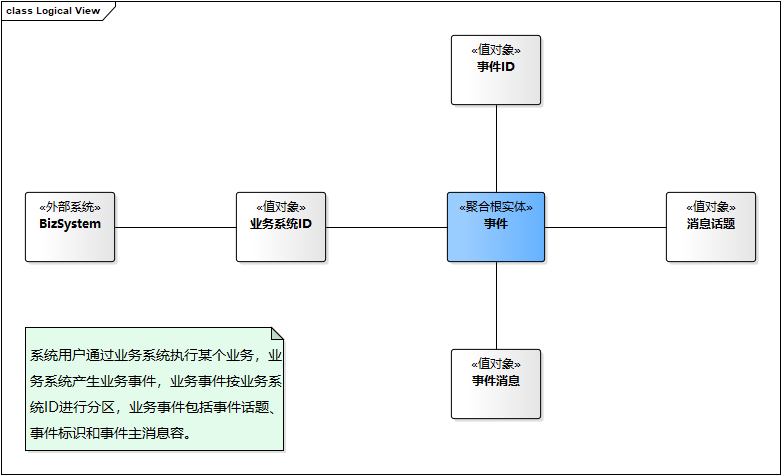 class Logical View
«值对象»
事件ID
«外部系统»
BizSystem
«值对象»
业务系统ID
«聚合根实体»
事件
«值对象»
消息话题
«值对象»
事件消息
系统用户通过业务系统执行某个业务，业
务系统产生业务事件，业务事件按业务系
统ID进行分区，业务事件包括事件话题、
事件标识和事件主消息容。